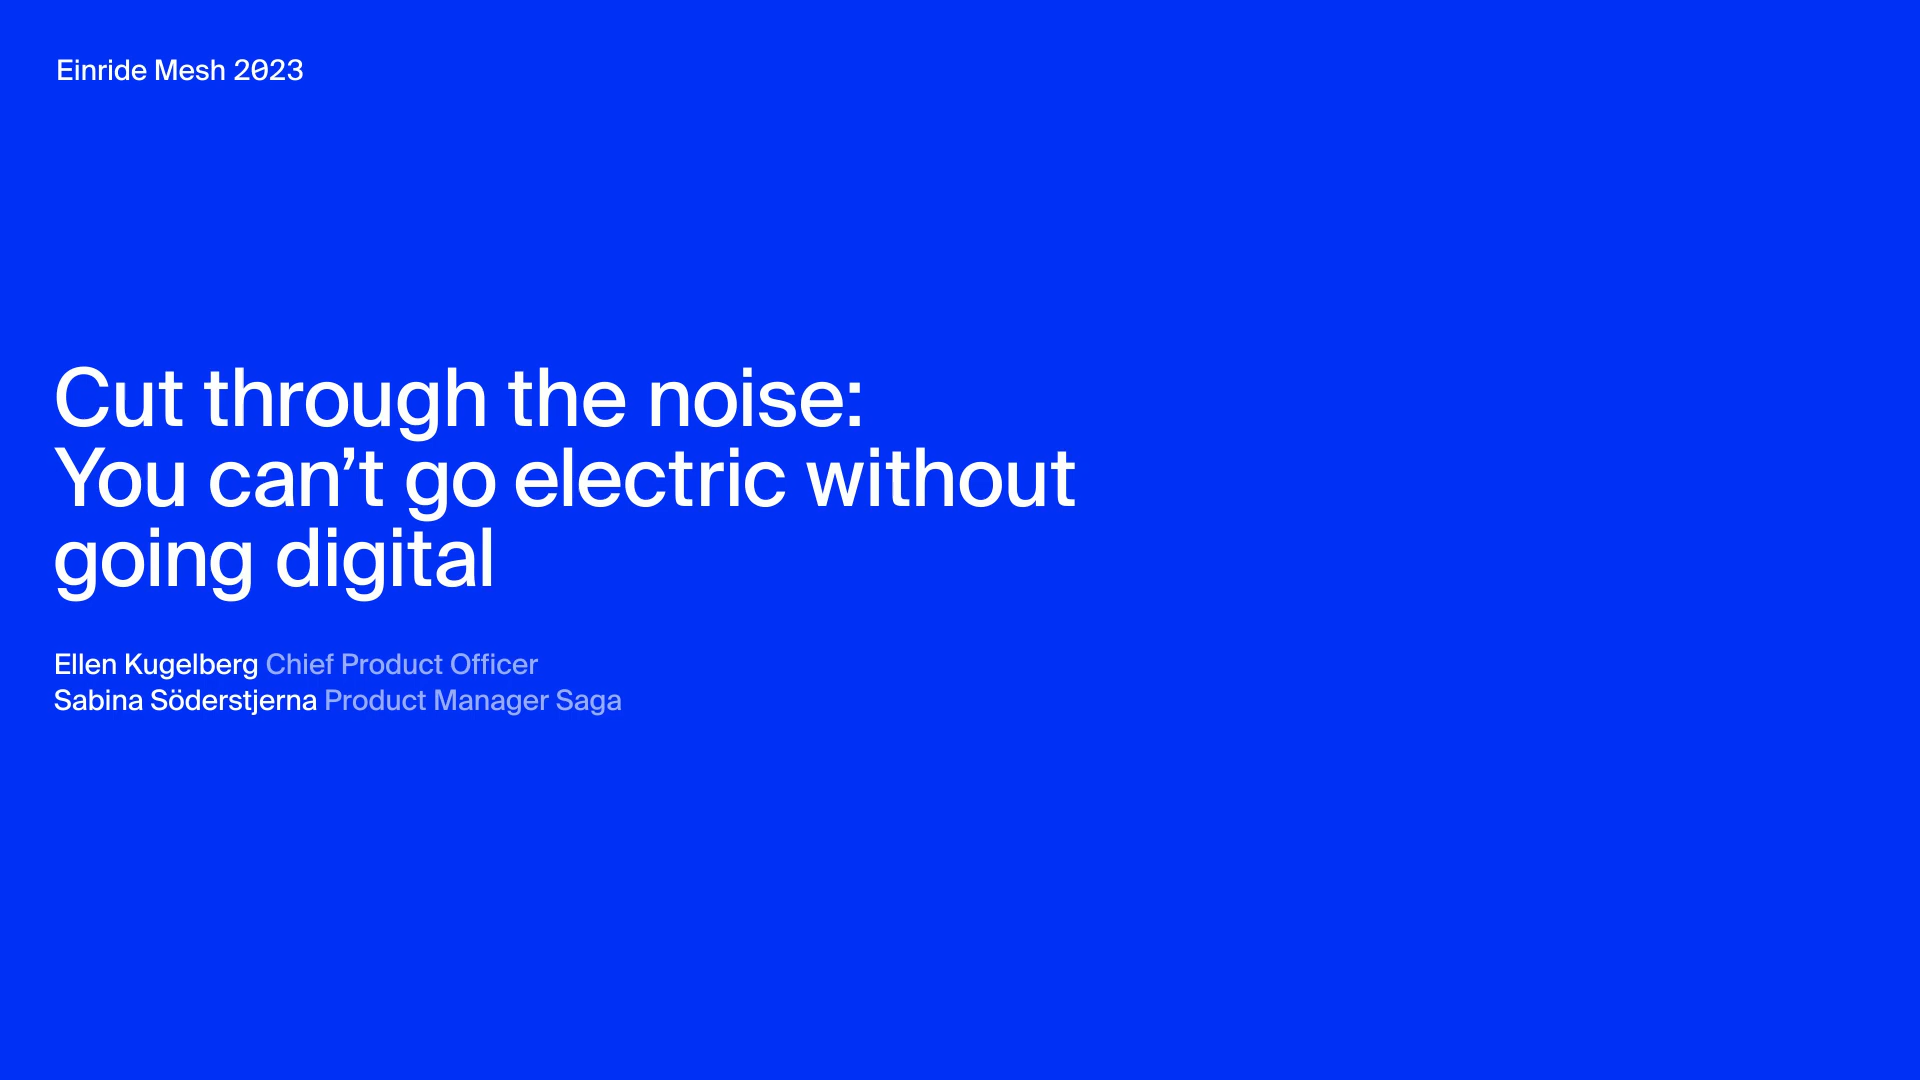 Einride Mesh 2023
Cut through the noise:
You can’t go electric without
going digital
Ellen Kugelberg Chief Product Officer
Sabina Söderstjerna Product Manager Saga